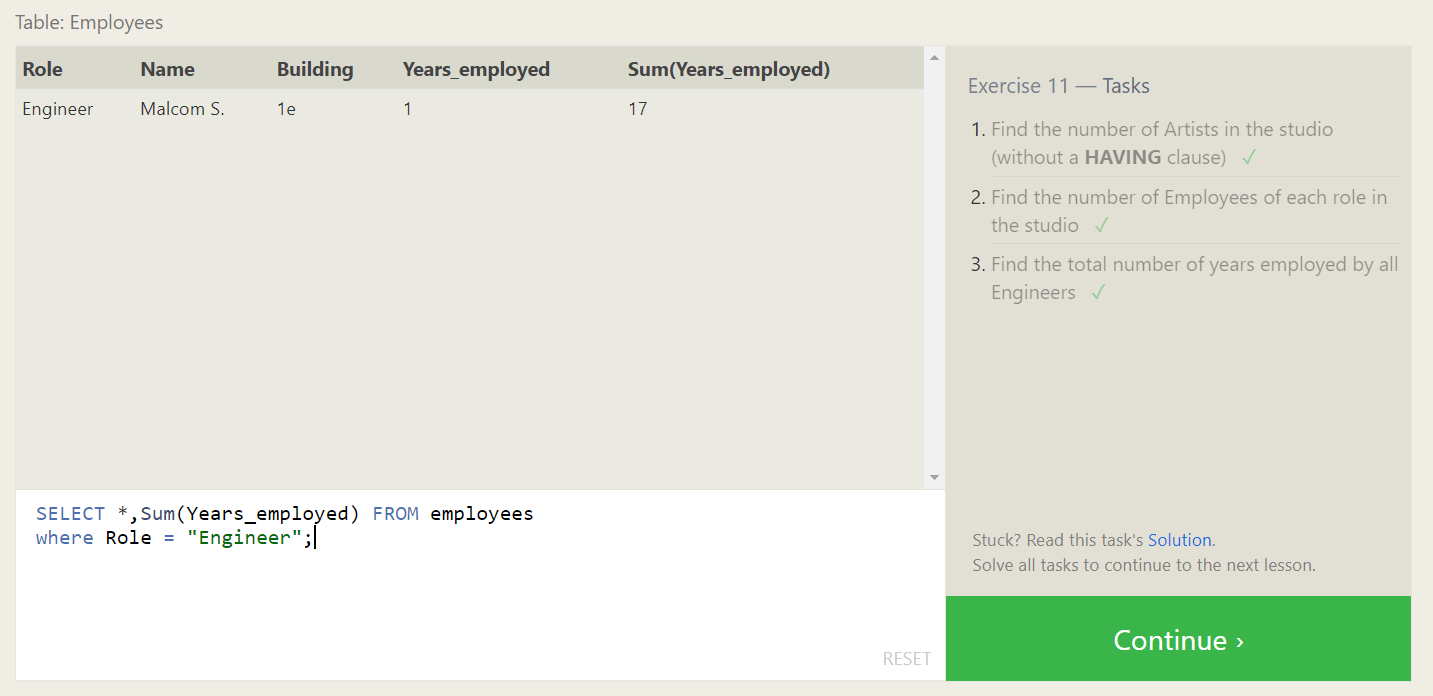 Table: Employees
Role Name Building Years_employed Sum(Years_employed)
Engineer Malcom S. 1e 1 17
SELECT *,Sum(Years_employed) FROM employees
where Role = "Engineer";
RESET
Exercise 11 — Tasks
1. Find the number of Artists in the studio
(without a HAVING clause) ✓
2. Find the number of Employees of each role in
the studio ✓
3. Find the total number of years employed by all
Engineers ✓
Stuck? Read this task's Solution.
Solve all tasks to continue to the next lesson.
Continue ›